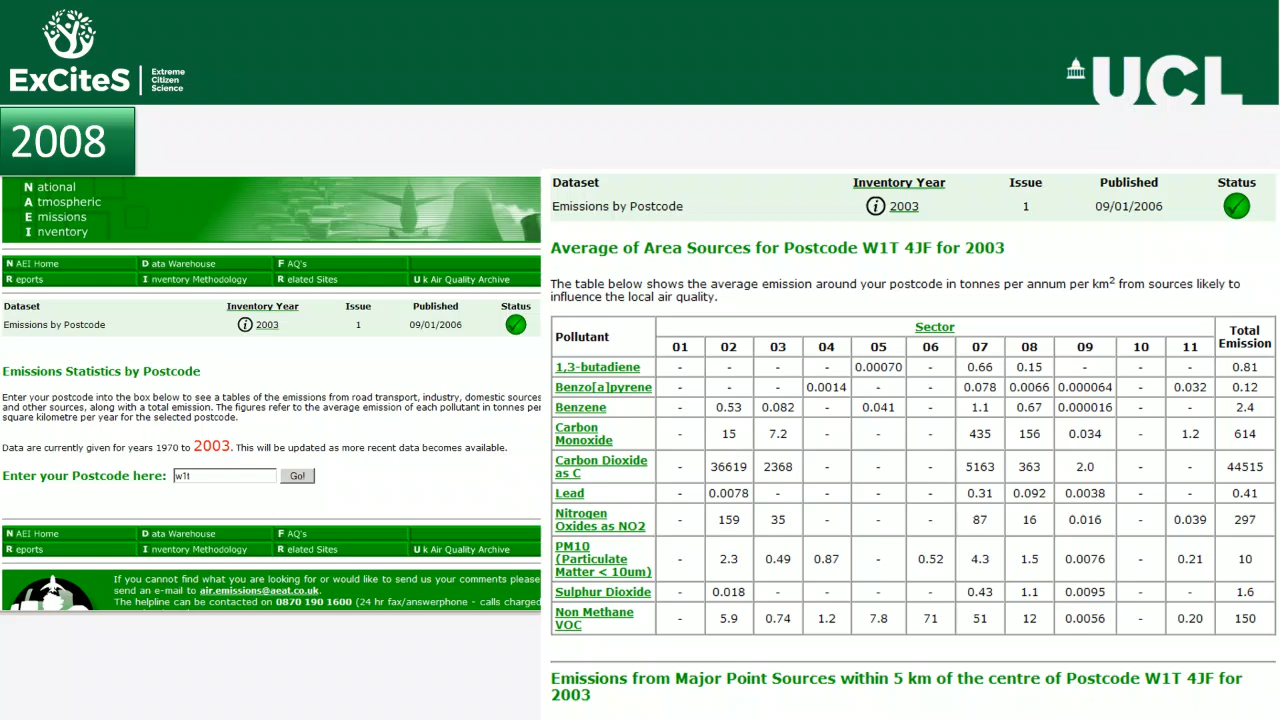 ExCiteS
Extreme
Citizen
Science
UCL
2008
N ational
A tmospheric
E missions
I nventory
N AEI Home D ata Warehouse F AQ's
R eports I nventory Methodology R elated Sites U k Air Quality Archive
Dataset Inventory Year Issue Published Status
Emissions by Postcode i 2003 1 09/01/2006
Emissions Statistics by Postcode
Enter your postcode into the box below to see a tables of the emissions from road transport, industry, domestic sources
and other sources, along with a total emission. The figures refer to the average emission of each pollutant in tonnes per
square kilometre per year for the selected postcode.
Data are currently given for years 1970 to 2003. This will be updated as more recent data becomes available.
Enter your Postcode here: w1t Go!
N AEI Home D ata Warehouse F AQ's
R eports I nventory Methodology R elated Sites U k Air Quality Archive
If you cannot find what you are looking for or would like to send us your comments please
send an e-mail to air.emissions@aeat.co.uk.
The helpline can be contacted on 0870 190 1600 (24 hr fax/answerphone - calls charged
Dataset Inventory Year Issue Published Status
Emissions by Postcode i 2003 1 09/01/2006
Average of Area Sources for Postcode W1T 4JF for 2003
The table below shows the average emission around your postcode in tonnes per annum per km2 from sources likely to
influence the local air quality.
Pollutant Sector Total Emission
01 02 03 04 05 06 07 08 09 10 11
1,3-butadiene - - - - 0.00070 - 0.66 0.15 - - - 0.81
Benzo[a]pyrene - - - 0.0014 - - 0.078 0.0066 0.000064 - 0.032 0.12
Benzene - 0.53 0.082 - 0.041 - 1.1 0.67 0.000016 - - 2.4
Carbon
Monoxide - 15 7.2 - - - 435 156 0.034 - 1.2 614
Carbon Dioxide
as C - 36619 2368 - - - 5163 363 2.0 - - 44515
Lead - 0.0078 - - - - 0.31 0.092 0.0038 - - 0.41
Nitrogen
Oxides as NO2 - 159 35 - - - 87 16 0.016 - 0.039 297
PM10
(Particulate
Matter < 10um) - 2.3 0.49 0.87 - 0.52 4.3 1.5 0.0076 - 0.21 10
Sulphur Dioxide - 0.018 - - - - 0.43 1.1 0.0095 - - 1.6
Non Methane
VOC - 5.9 0.74 1.2 7.8 71 51 12 0.0056 - 0.20 150
Emissions from Major Point Sources within 5 km of the centre of Postcode W1T 4JF for
2003